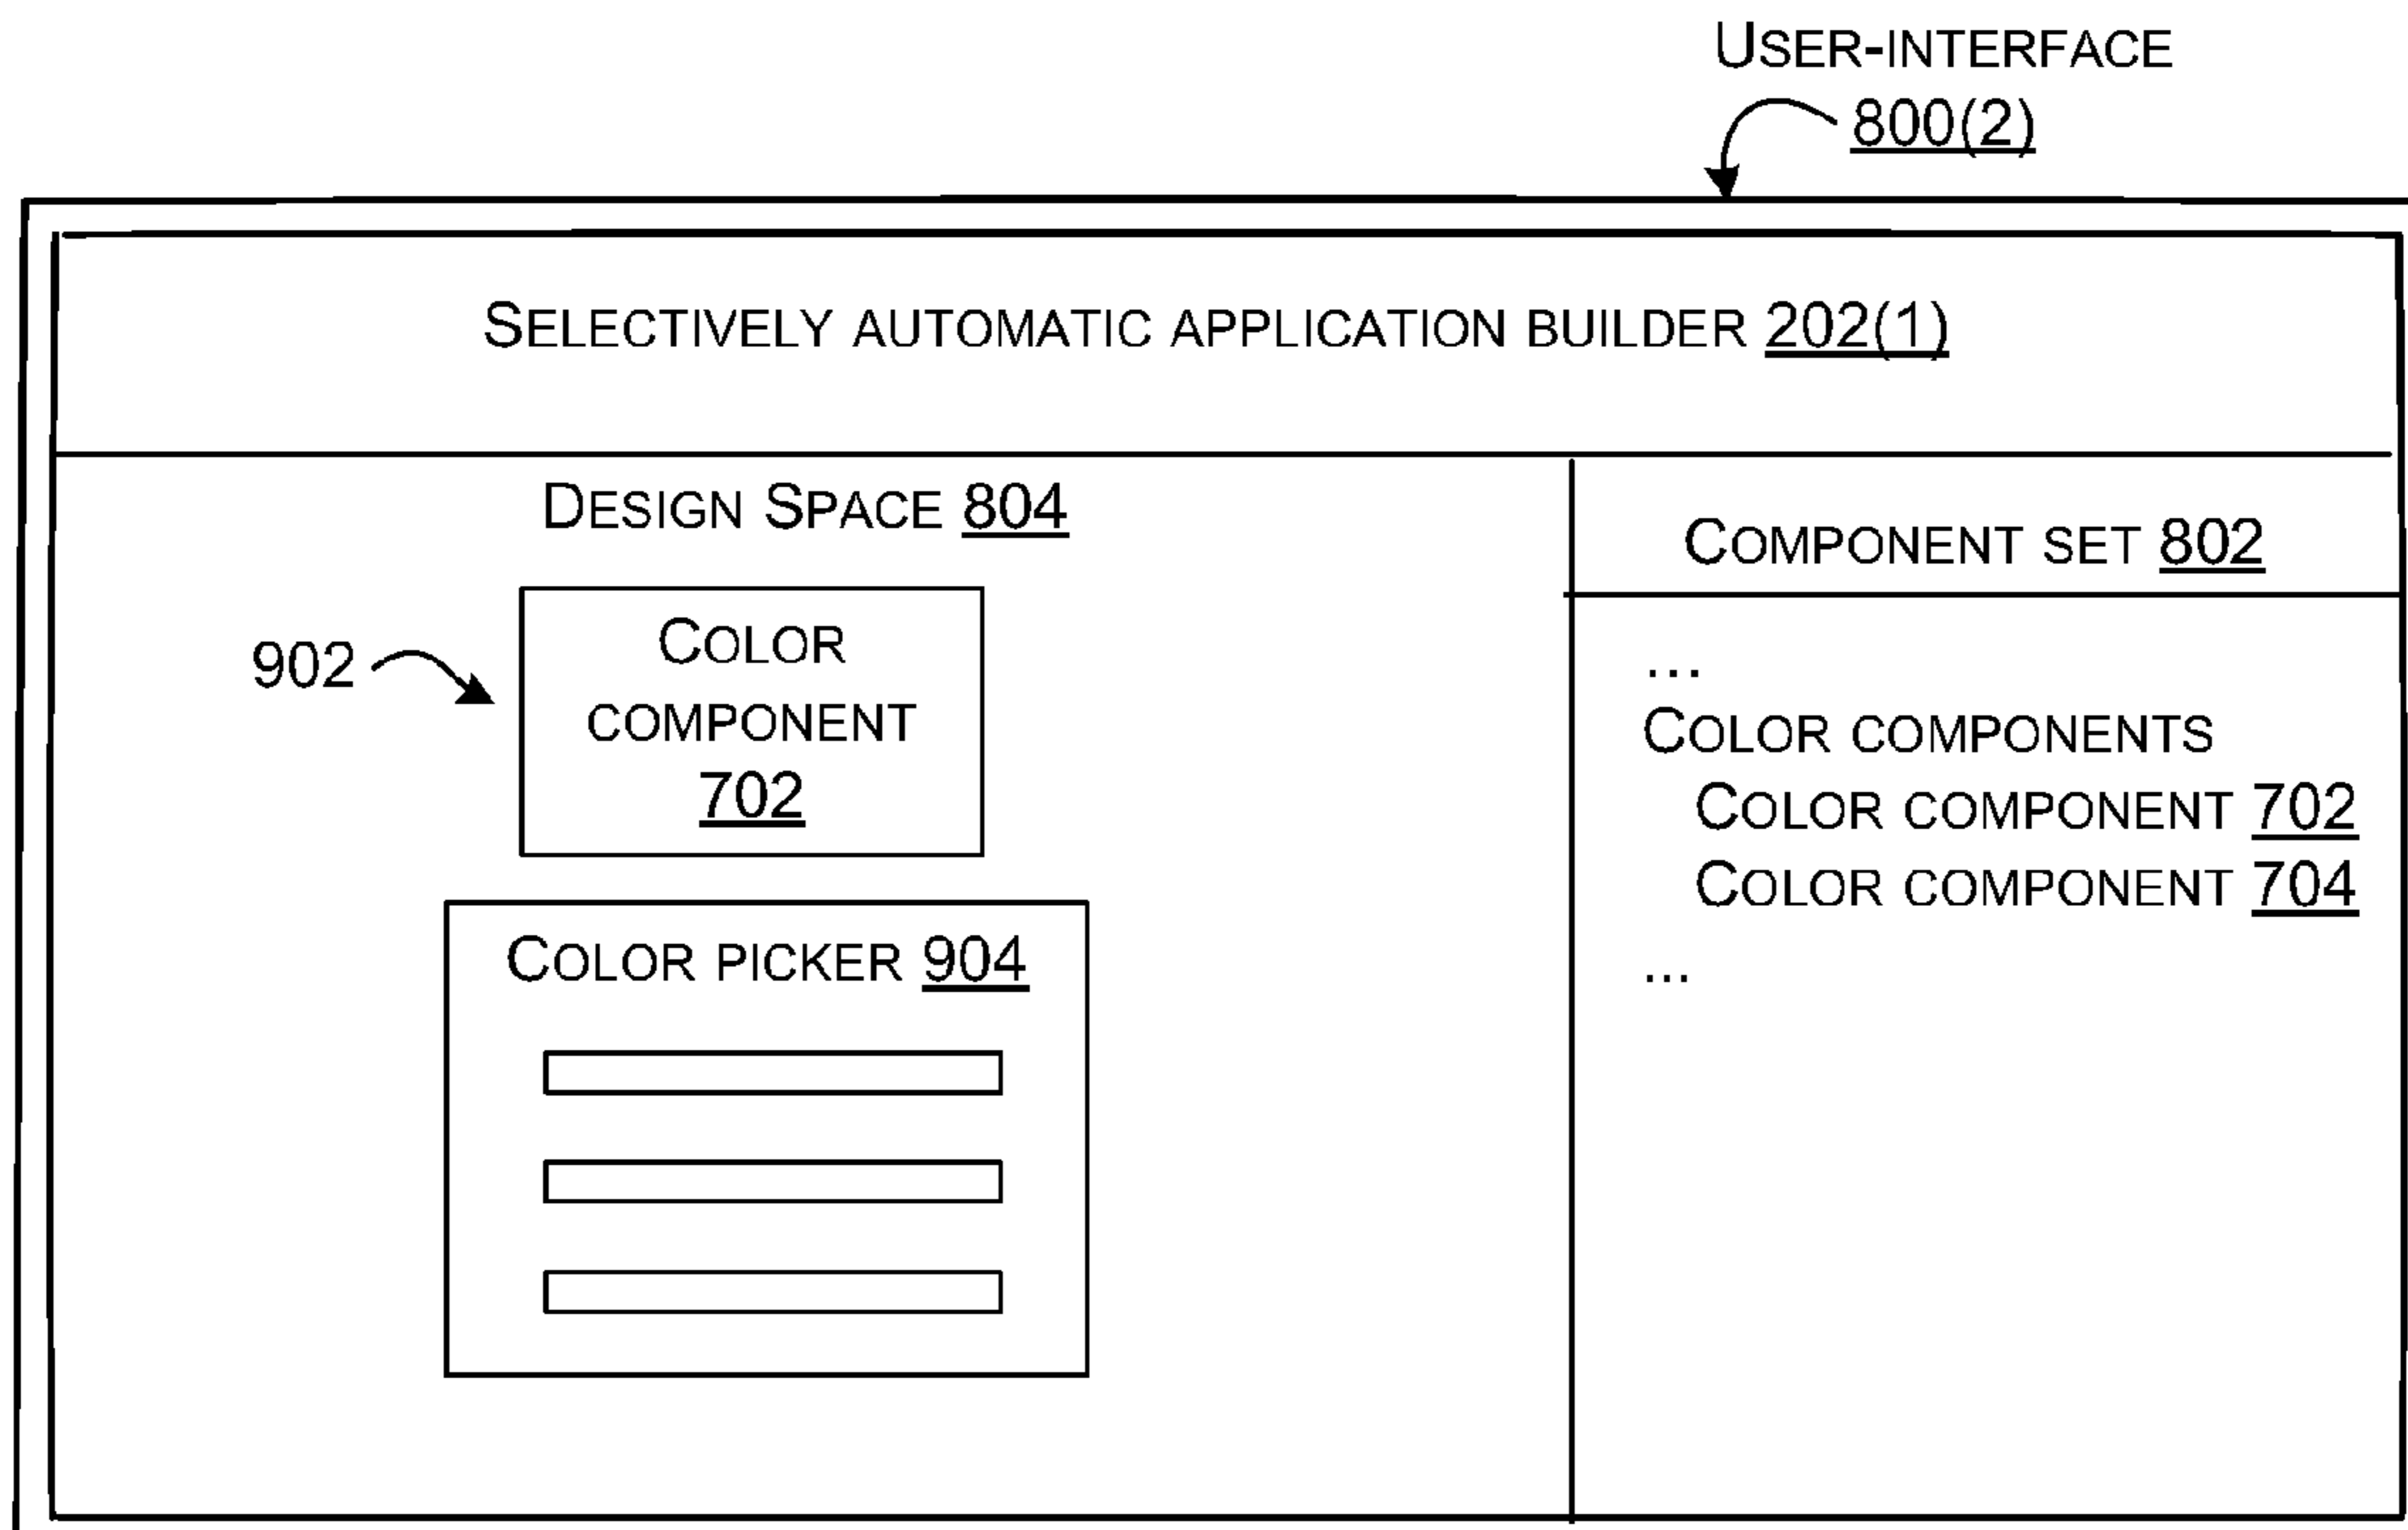 User-interface
800(2)
Selectively automatic application builder 202(1)
Design Space 804
Component set 802
902
Color
component
702
...
Color components
Color component 702
Color component 704
...
Color picker 904